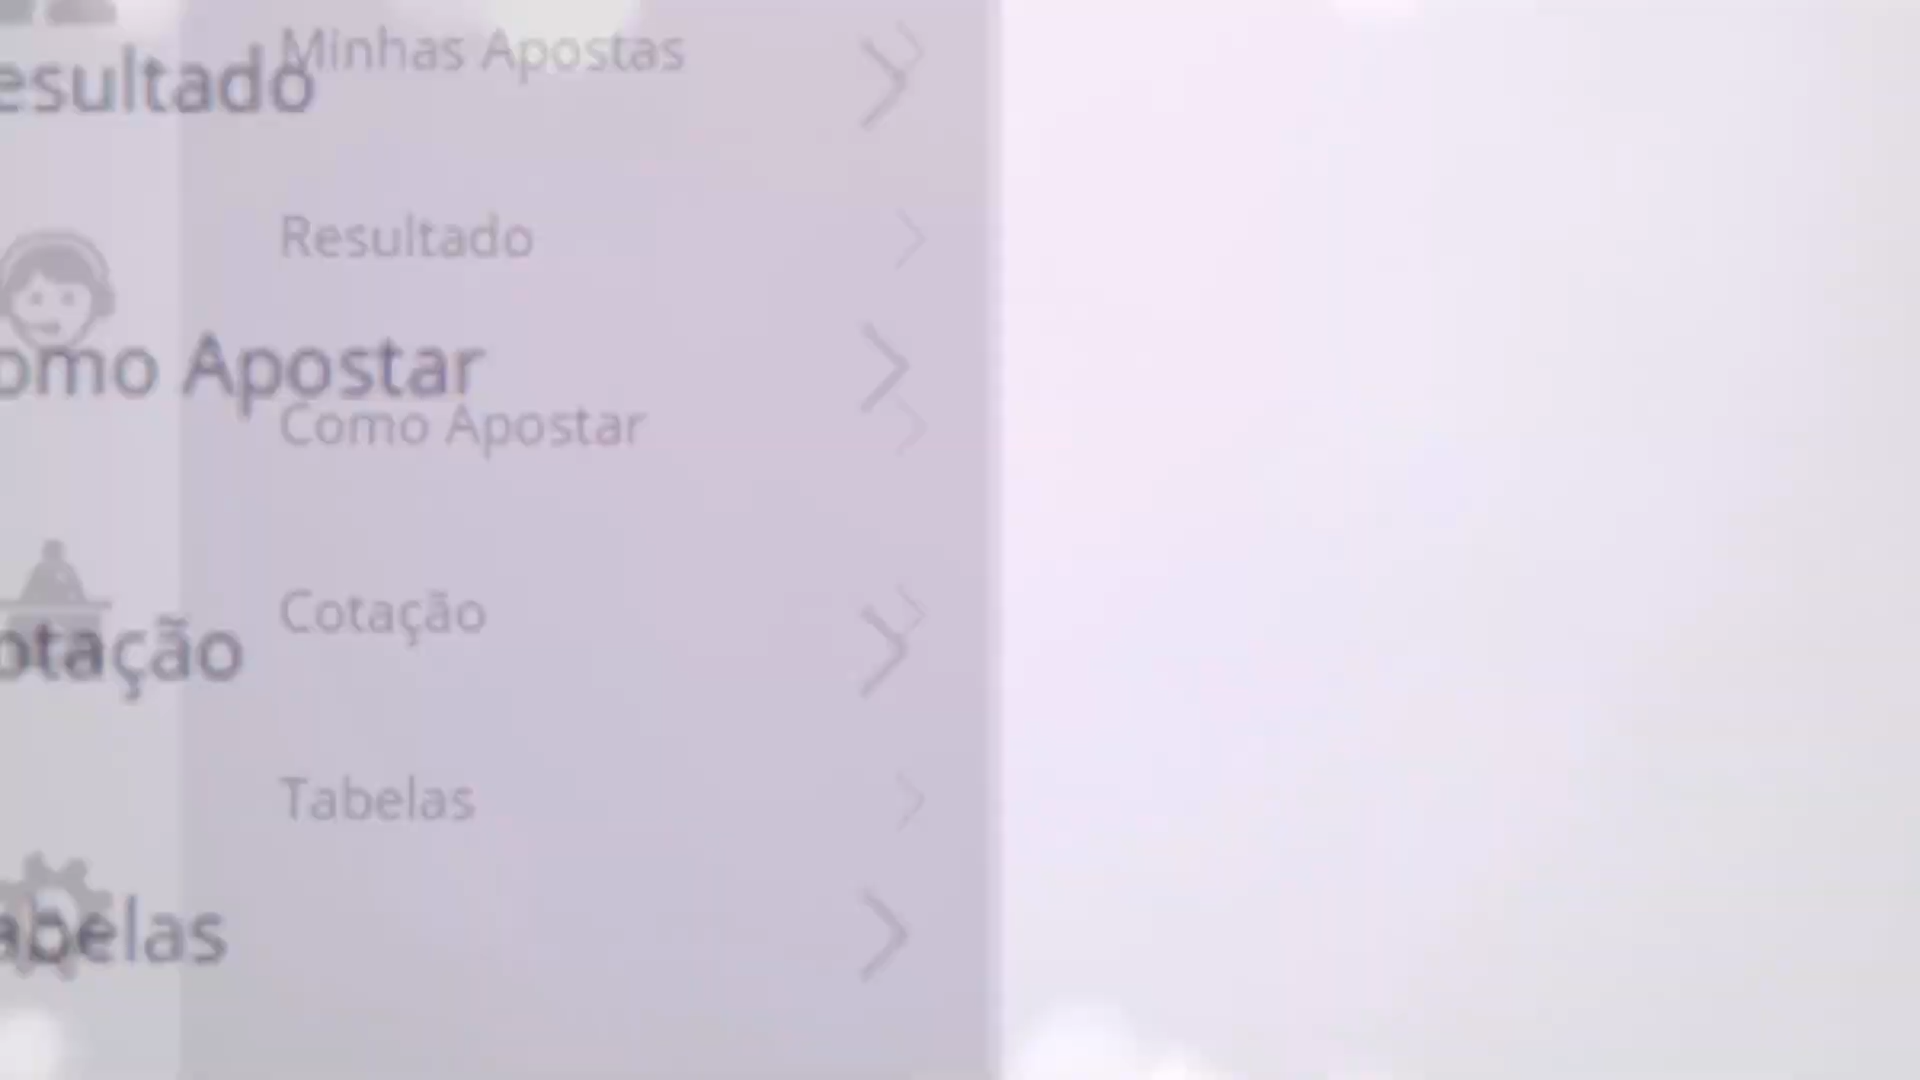 Minhas Apostas
esultado
Resultado
omo Apostar
Como Apostar
Cotação
otação
Tabelas
abelas